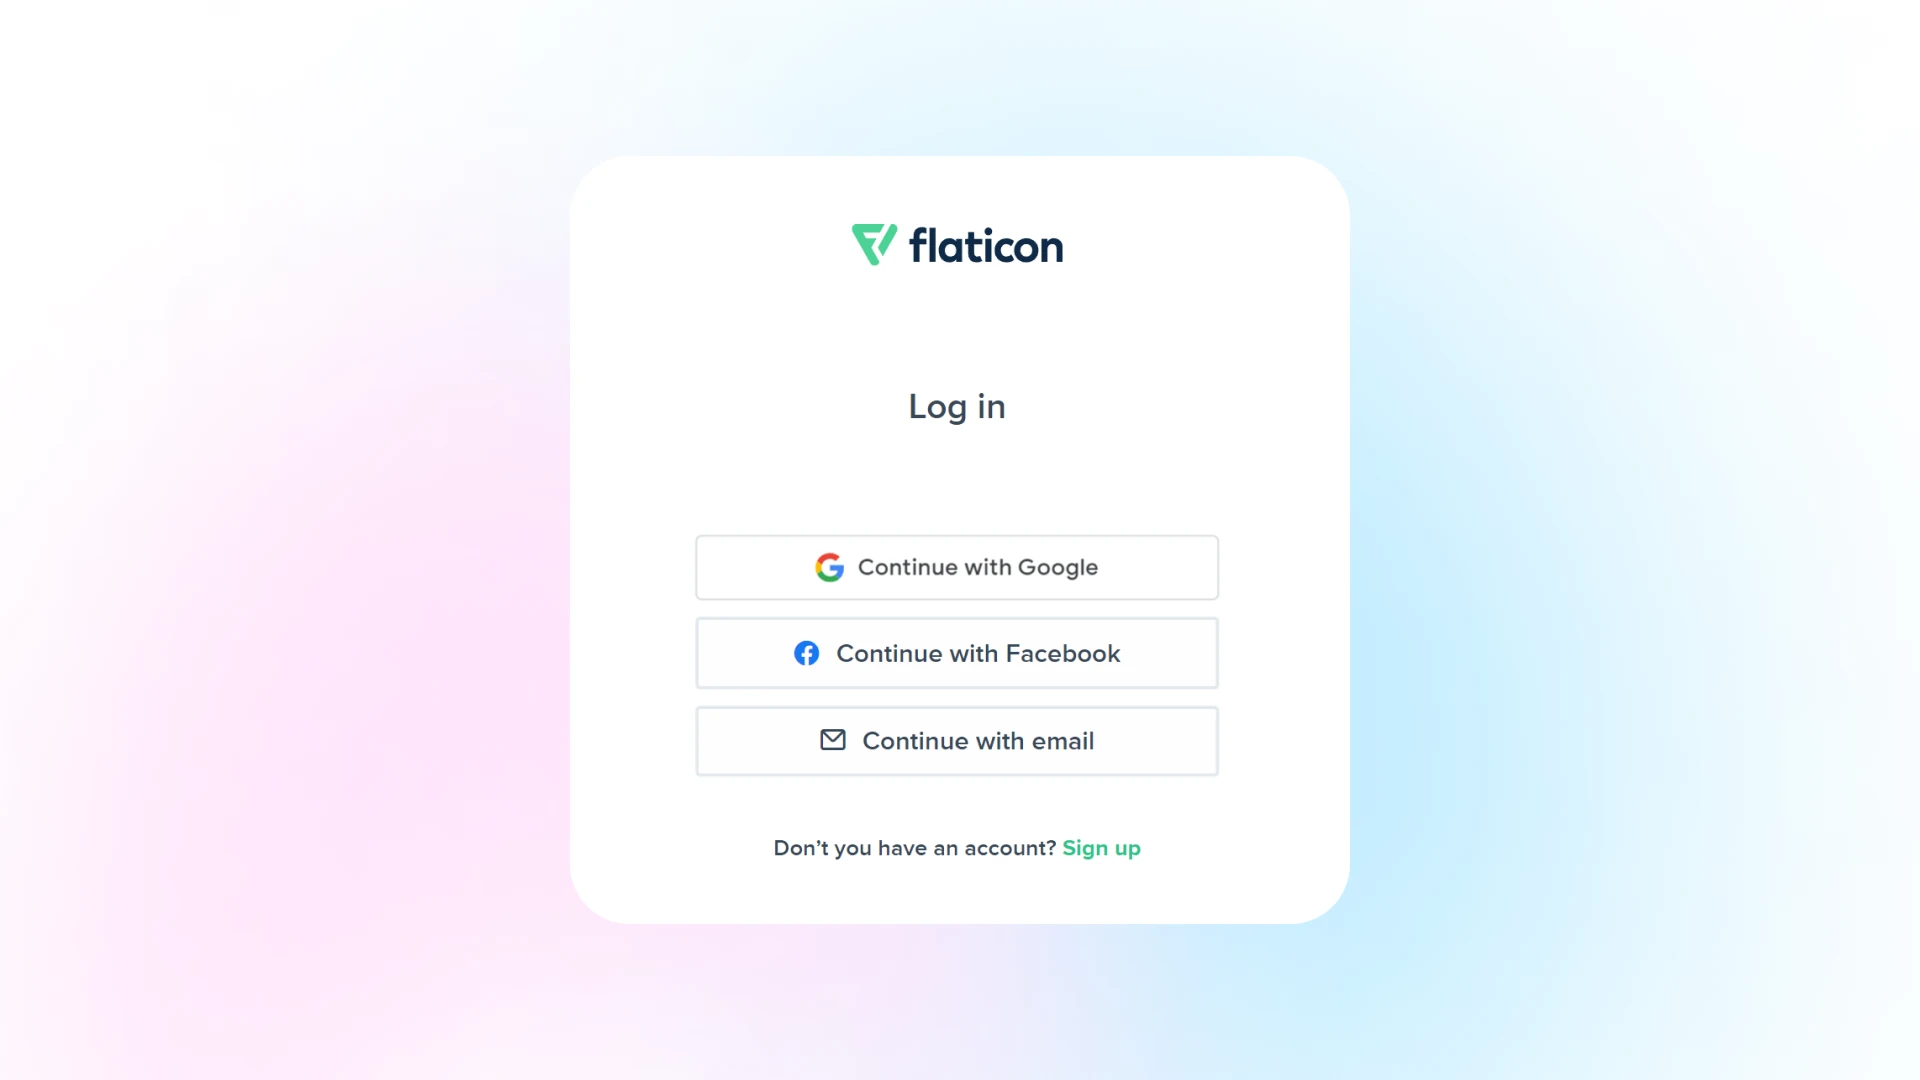 flaticon
Log in
Continue with Google
Continue with Facebook
Continue with email
Don’t you have an account? Sign up